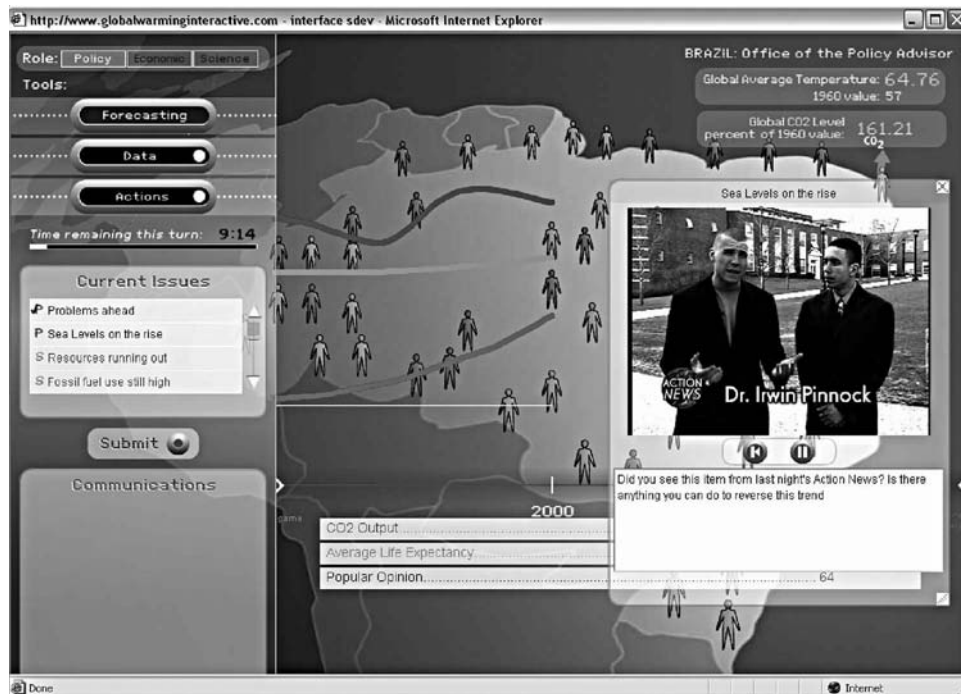 http://www.globalwarminginteractive.com - interface sdev - Microsoft Internet Explorer
Role: Policy Economic Science
Tools:
Forecasting
Data
Actions
Time remaining this turn: 9:14
Current Issues
P Problems ahead
P Sea Levels on the rise
S Resources running out
S Fossil fuel use still high
Submit
Communications
BRAZIL: Office of the Policy Advisor
Global Average Temperature: 64.76
1960 value: 57
Global CO2 Level
percent of 1960 value: 161.21
CO2
Sea Levels on the rise
ACTION
NEWS
Dr. Irwin Pinnock
Did you see this item from last night's Action News? Is there
anything you can do to reverse this trend
2000
CO2 Output
Average Life Expectancy
Popular Opinion 64
Done
Internet